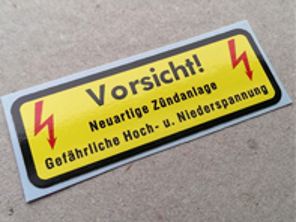 Vorsicht!
Neuartige Zündanlage
Gefährliche Hoch- u. Niederspannung